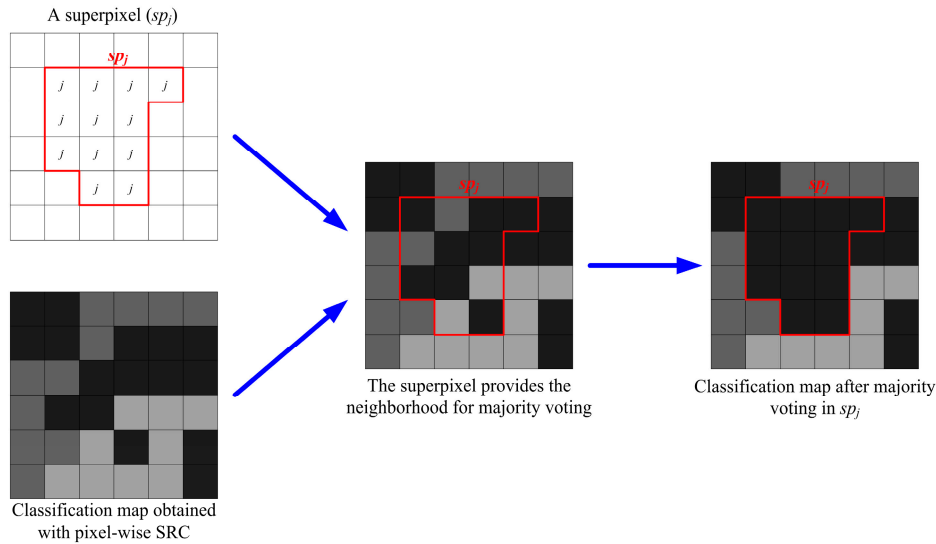 A superpixel (spj)
spj
j j j j
j j j
j j j
j j
Classification map obtained
with pixel-wise SRC
spj
The superpixel provides the
neighborhood for majority voting
spj
Classification map after majority
voting in spj